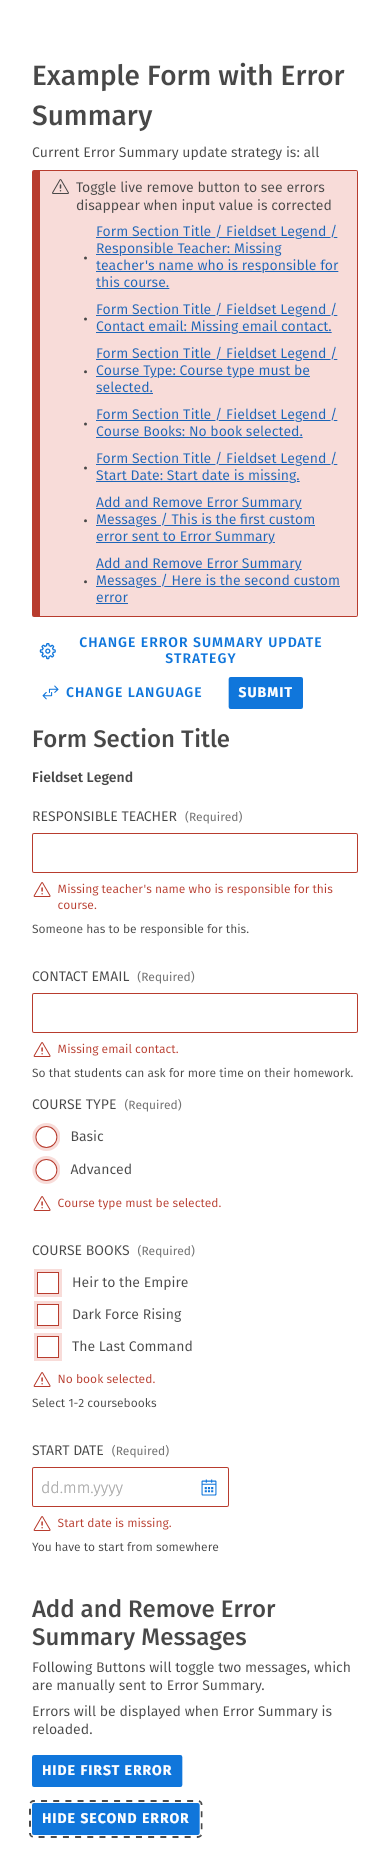 Example Form with Error
Summary
Current Error Summary update strategy is: all
Toggle live remove button to see errors
disappear when input value is corrected
Form Section Title / Fieldset Legend /
Responsible Teacher: Missing
teacher's name who is responsible for
this course.
Form Section Title / Fieldset Legend /
Contact email: Missing email contact.
Form Section Title / Fieldset Legend /
Course Type: Course type must be
selected.
Form Section Title / Fieldset Legend /
Course Books: No book selected.
Form Section Title / Fieldset Legend /
Start Date: Start date is missing.
Add and Remove Error Summary
Messages / This is the first custom
error sent to Error Summary
Add and Remove Error Summary
Messages / Here is the second custom
error
CHANGE ERROR SUMMARY UPDATE
STRATEGY
CHANGE LANGUAGE SUBMIT
Form Section Title
Fieldset Legend
RESPONSIBLE TEACHER (Required)
Missing teacher's name who is responsible for this
course.
Someone has to be responsible for this.
CONTACT EMAIL (Required)
Missing email contact.
So that students can ask for more time on their homework.
COURSE TYPE (Required)
Basic
Advanced
Course type must be selected.
COURSE BOOKS (Required)
Heir to the Empire
Dark Force Rising
The Last Command
No book selected.
Select 1-2 coursebooks
START DATE (Required)
dd.mm.yyyy
Start date is missing.
You have to start from somewhere
Add and Remove Error
Summary Messages
Following Buttons will toggle two messages, which
are manually sent to Error Summary.
Errors will be displayed when Error Summary is
reloaded.
HIDE FIRST ERROR
HIDE SECOND ERROR